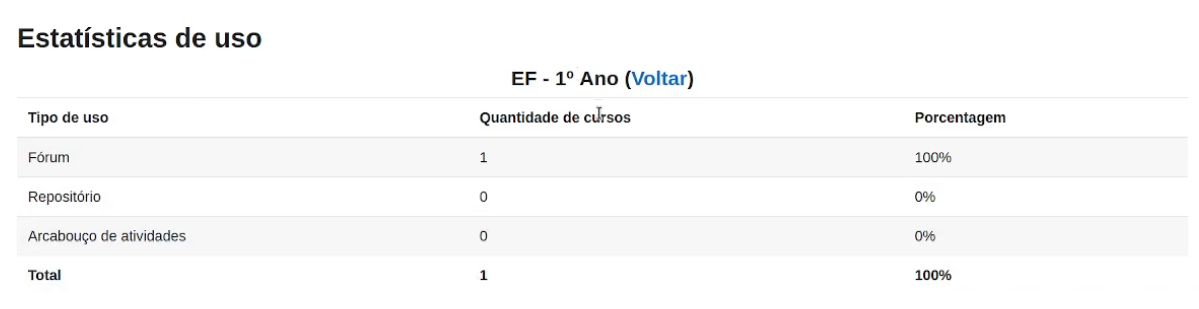 Estatísticas de uso
EF - 1º Ano (Voltar)
Tipo de uso Quantidade de cursos Porcentagem
Fórum 1 100%
Repositório 0 0%
Arcabouço de atividades 0 0%
Total 1 100%